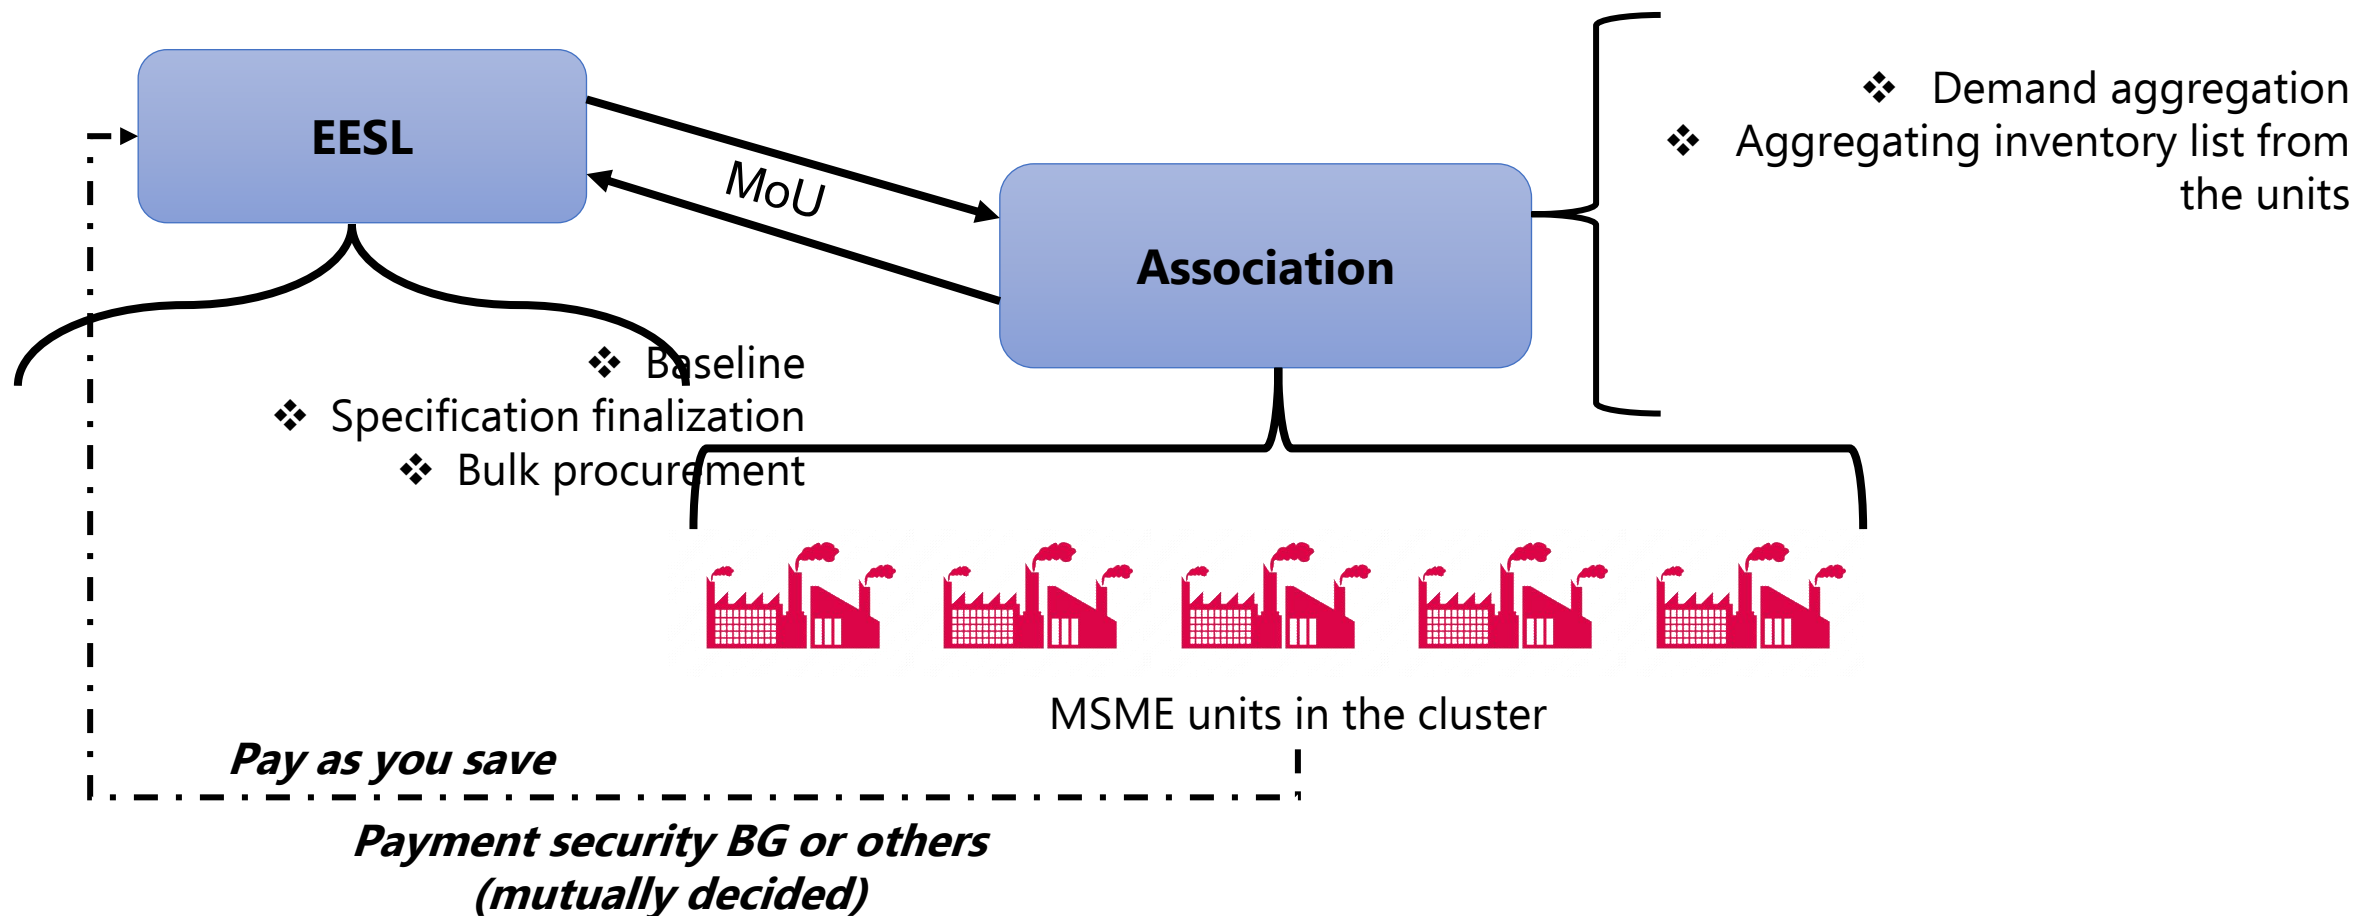 EESL
MoU
Association
❖ Demand aggregation
❖ Aggregating inventory list from
the units
❖ Baseline
❖ Specification finalization
❖ Bulk procurement
MSME units in the cluster
Pay as you save
Payment security BG or others
(mutually decided)